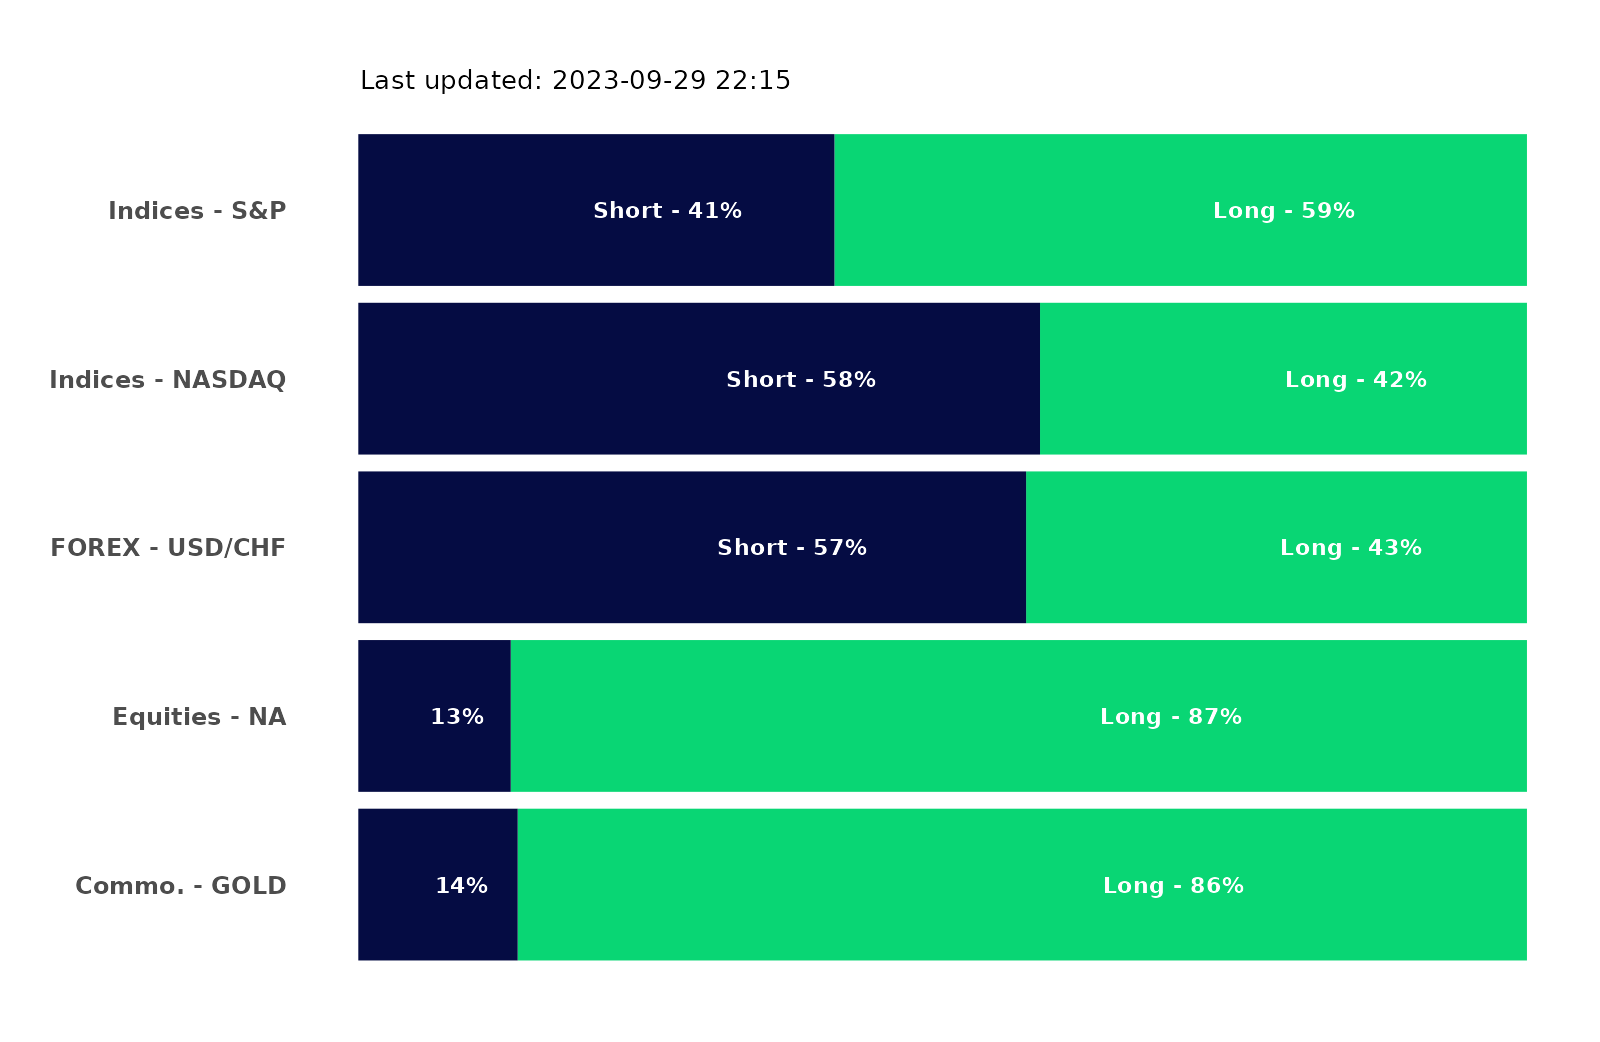 Last updated: 2023-09-29 22:15
Indices - S&P Short - 41% Long - 59%
Indices - NASDAQ Short - 58% Long - 42%
FOREX - USD/CHF Short - 57% Long - 43%
Equities - NA 13% Long - 87%
Commo. - GOLD 14% Long - 86%